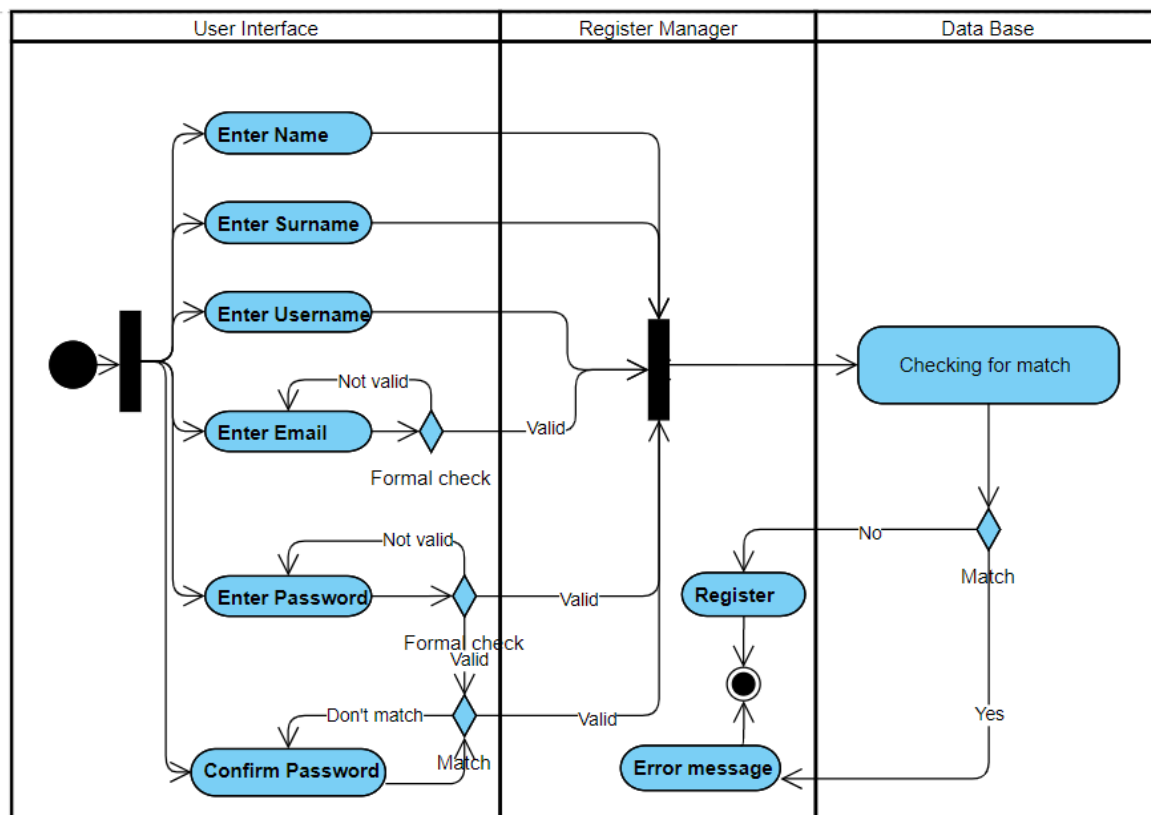 User Interface
Register Manager
Data Base
Enter Name
Enter Surname
Enter Username
Checking for match
Not valid
Enter Email
Valid
Formal check
Not valid
No
Match
Enter Password
Valid
Register
Formal check
Valid
Don't match
Valid
Yes
Match
Confirm Password
Error message